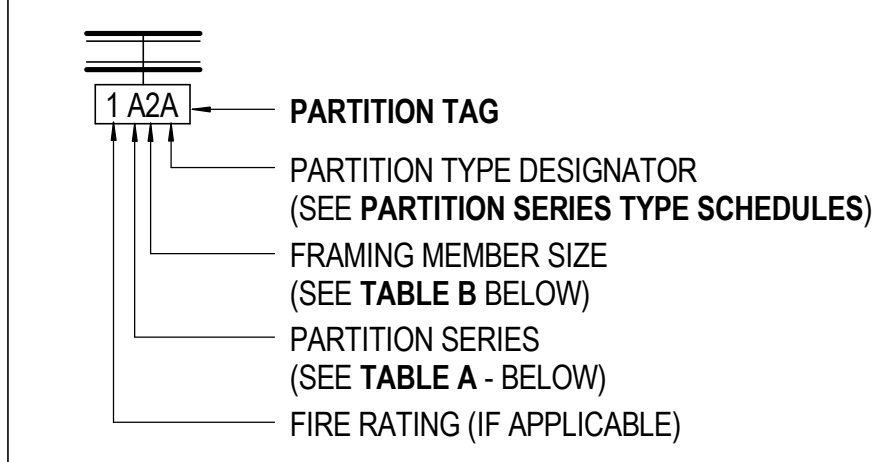 1 A2A
PARTITION TAG
PARTITION TYPE DESIGNATOR
(SEE PARTITION SERIES TYPE SCHEDULES)
FRAMING MEMBER SIZE
(SEE TABLE B BELOW)
PARTITION SERIES
(SEE TABLE A - BELOW)
FIRE RATING (IF APPLICABLE)